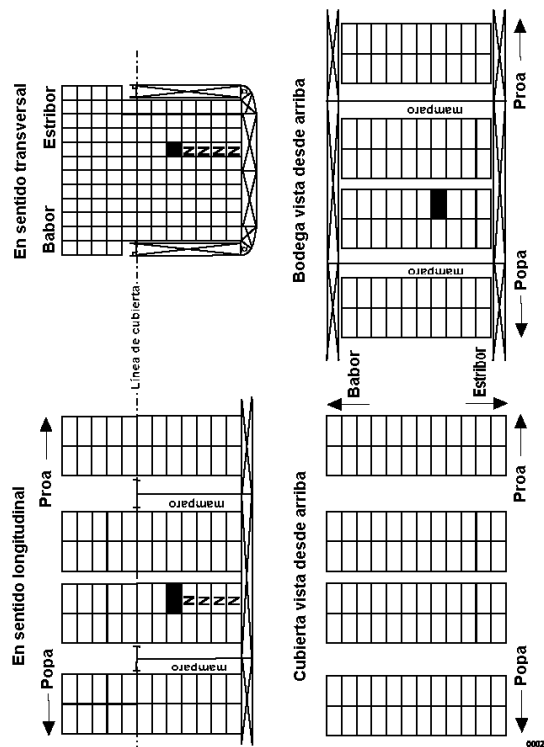 En sentido longitudinal
Popa
Proa
Línea de cubierta
mamparo
mamparo
N
N
N
N
En sentido transversal
Babor
Estribor
N
N
N
N
Cubierta vista desde arriba
Babor
Estribor
Popa
Proa
Bodega vista desde arriba
mamparo
mamparo
Popa
Proa
0002